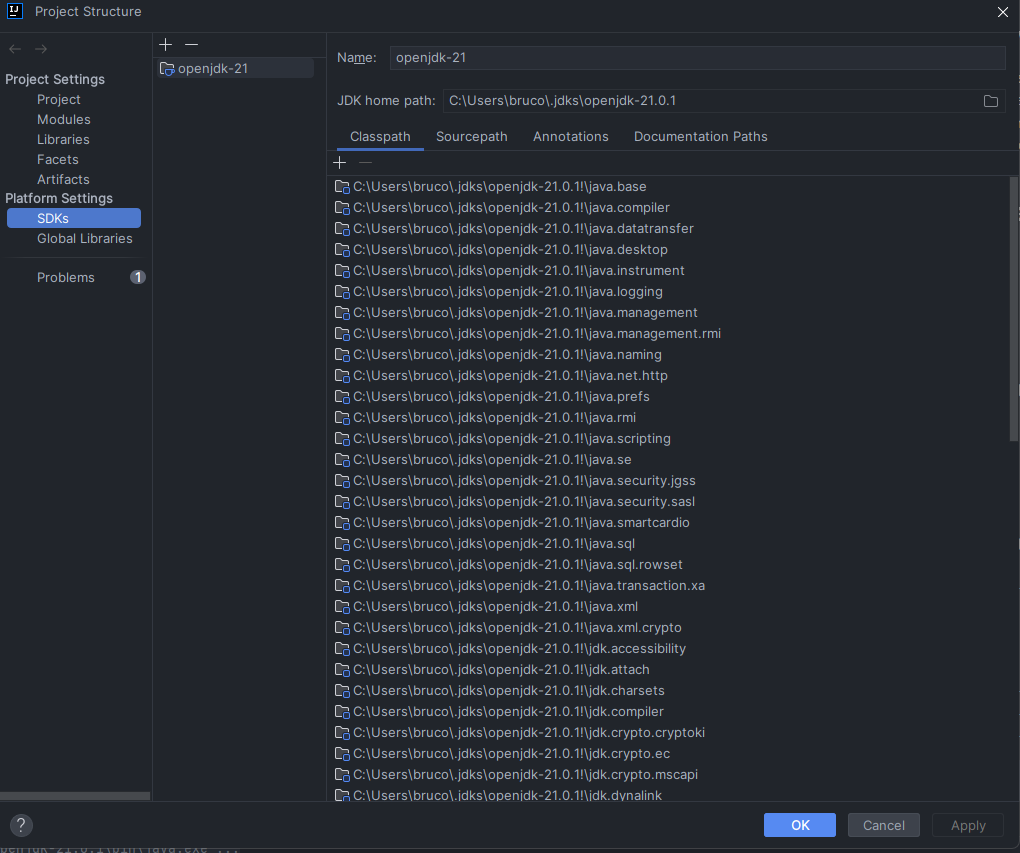 IJ
Project Structure
Project Settings
Project
Modules
Libraries
Facets
Artifacts
Platform Settings
SDKs
Global Libraries
Problems 1
openjdk-21
Name: openjdk-21
JDK home path: C:\Users\bruco\.jdks\openjdk-21.0.1
Classpath Sourcepath Annotations Documentation Paths
C:\Users\bruco\.jdks\openjdk-21.0.1!\java.base
C:\Users\bruco\.jdks\openjdk-21.0.1!\java.compiler
C:\Users\bruco\.jdks\openjdk-21.0.1!\java.datatransfer
C:\Users\bruco\.jdks\openjdk-21.0.1!\java.desktop
C:\Users\bruco\.jdks\openjdk-21.0.1!\java.instrument
C:\Users\bruco\.jdks\openjdk-21.0.1!\java.logging
C:\Users\bruco\.jdks\openjdk-21.0.1!\java.management
C:\Users\bruco\.jdks\openjdk-21.0.1!\java.management.rmi
C:\Users\bruco\.jdks\openjdk-21.0.1!\java.naming
C:\Users\bruco\.jdks\openjdk-21.0.1!\java.net.http
C:\Users\bruco\.jdks\openjdk-21.0.1!\java.prefs
C:\Users\bruco\.jdks\openjdk-21.0.1!\java.rmi
C:\Users\bruco\.jdks\openjdk-21.0.1!\java.scripting
C:\Users\bruco\.jdks\openjdk-21.0.1!\java.se
C:\Users\bruco\.jdks\openjdk-21.0.1!\java.security.jgss
C:\Users\bruco\.jdks\openjdk-21.0.1!\java.security.sasl
C:\Users\bruco\.jdks\openjdk-21.0.1!\java.smartcardio
C:\Users\bruco\.jdks\openjdk-21.0.1!\java.sql
C:\Users\bruco\.jdks\openjdk-21.0.1!\java.sql.rowset
C:\Users\bruco\.jdks\openjdk-21.0.1!\java.transaction.xa
C:\Users\bruco\.jdks\openjdk-21.0.1!\java.xml
C:\Users\bruco\.jdks\openjdk-21.0.1!\java.xml.crypto
C:\Users\bruco\.jdks\openjdk-21.0.1!\jdk.accessibility
C:\Users\bruco\.jdks\openjdk-21.0.1!\jdk.attach
C:\Users\bruco\.jdks\openjdk-21.0.1!\jdk.charsets
C:\Users\bruco\.jdks\openjdk-21.0.1!\jdk.compiler
C:\Users\bruco\.jdks\openjdk-21.0.1!\jdk.crypto.cryptoki
C:\Users\bruco\.jdks\openjdk-21.0.1!\jdk.crypto.ec
C:\Users\bruco\.jdks\openjdk-21.0.1!\jdk.crypto.mscapi
C:\Users\bruco\.jdks\openjdk-21.0.1!\jdk.dynalink
? OK Cancel Apply